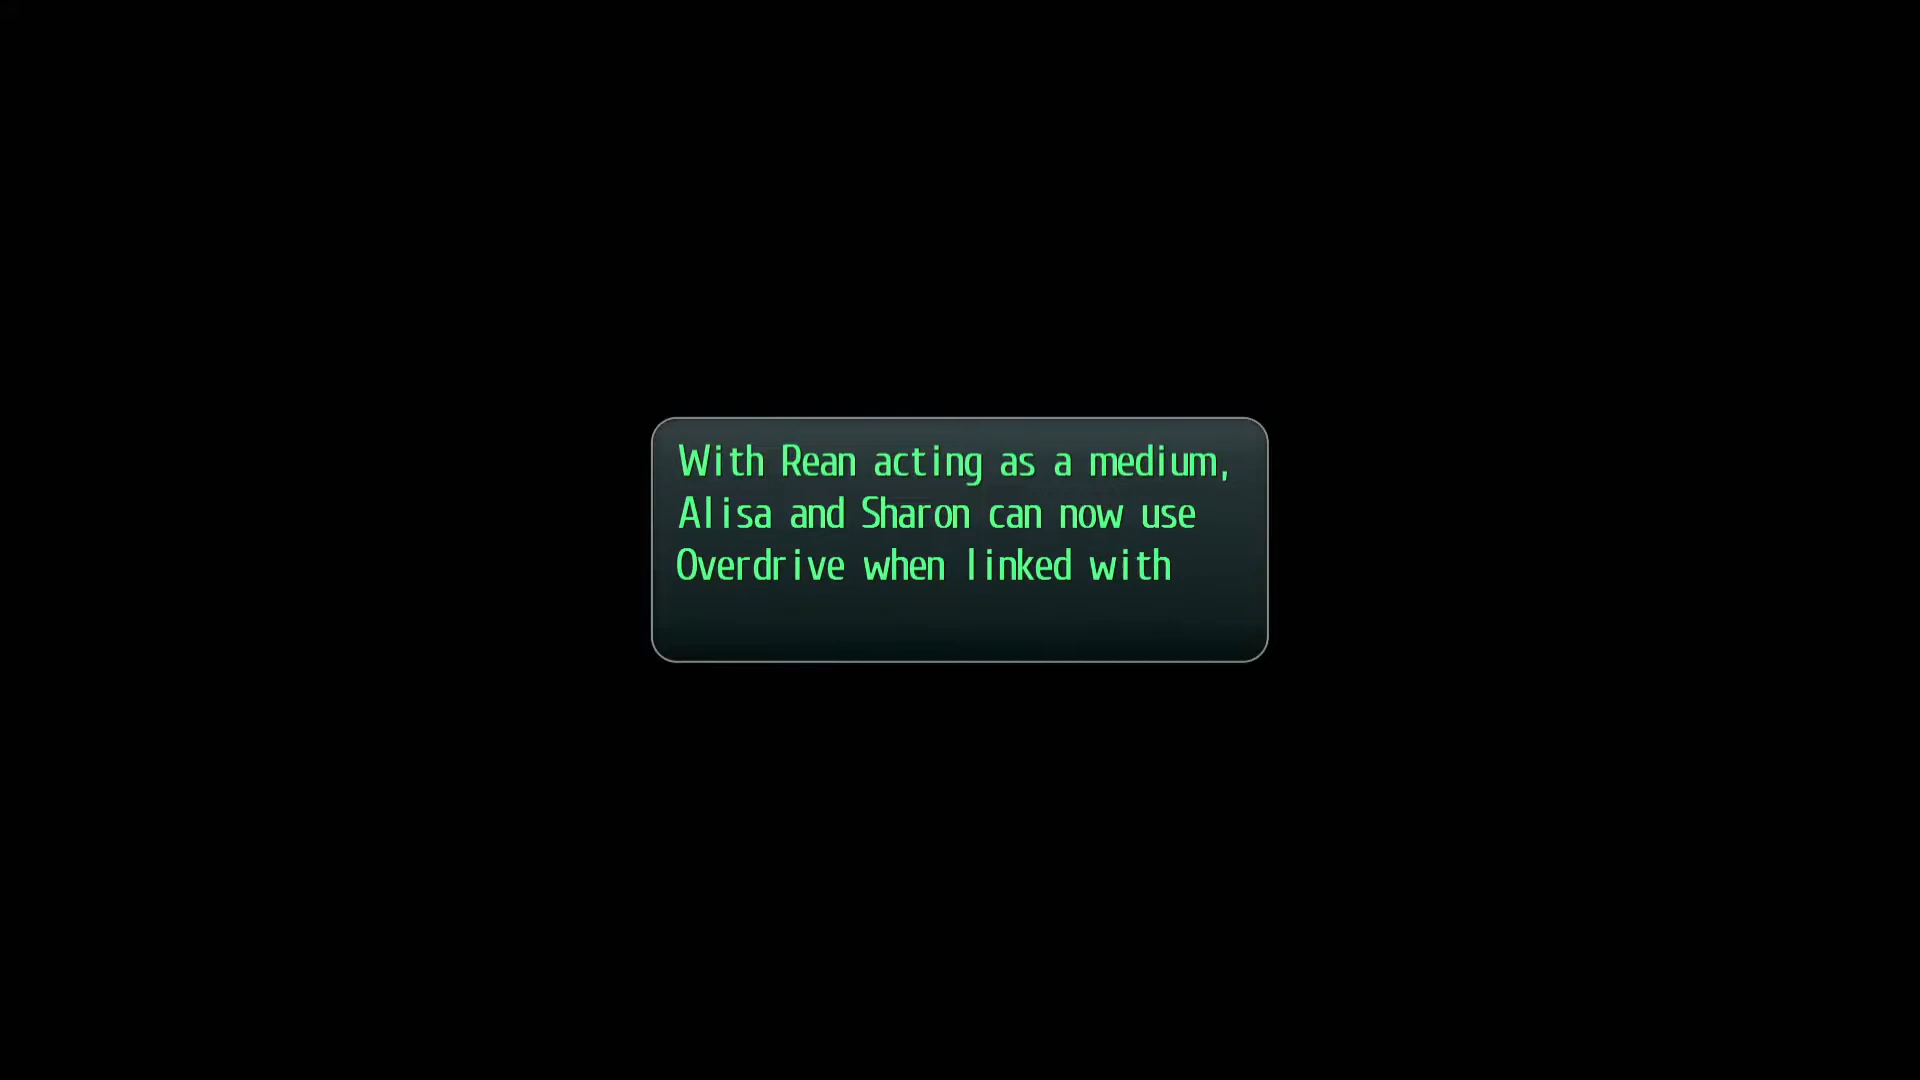 With Rean acting as a medium,
Alisa and Sharon can now use
Overdrive when linked with